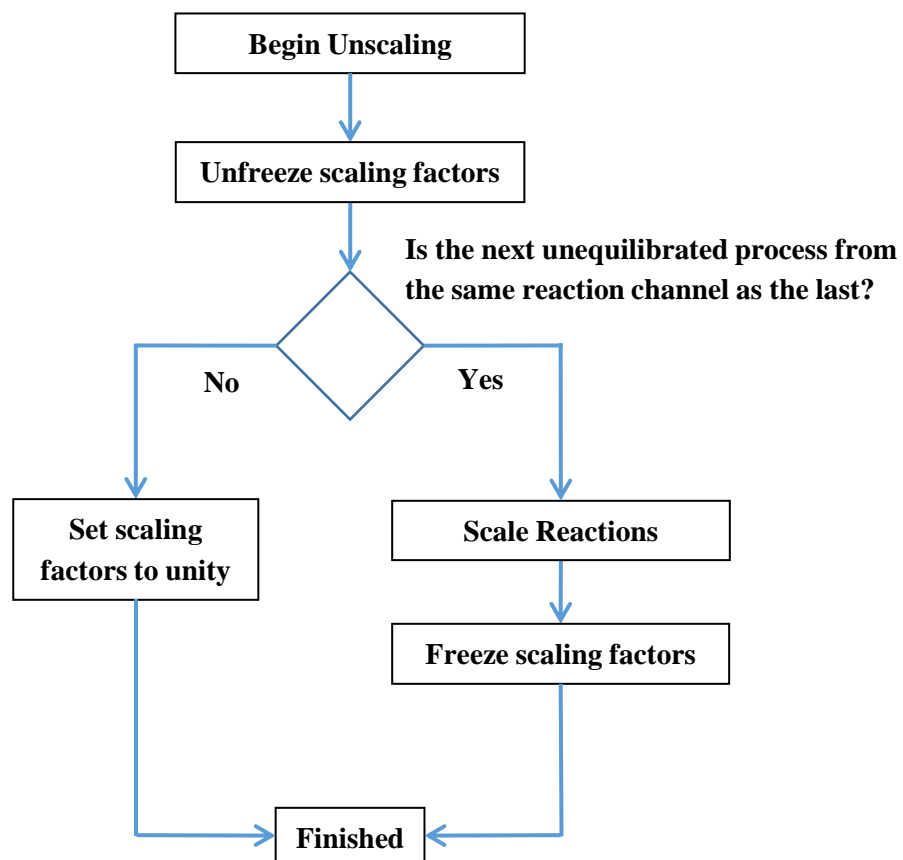 Begin Unscaling
Unfreeze scaling factors
Is the next unequilibrated process from
the same reaction channel as the last?
No
Yes
Set scaling
factors to unity
Scale Reactions
Freeze scaling factors
Finished